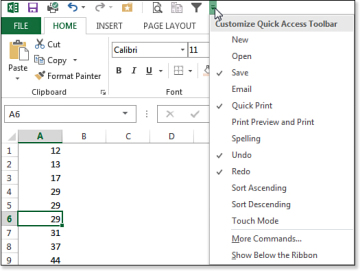 FILE HOME INSERT PAGE LAYOUT
Cut
Copy
Format Painter
Paste
Clipboard
Calibri 11
B I U
Font
A6
A B C D
1 12
2 13
3 17
4 29
5 29
6 29
7 31
8 37
9 44
Customize Quick Access Toolbar
New
Open
Save
Email
Quick Print
Print Preview and Print
Spelling
Undo
Redo
Sort Ascending
Sort Descending
Touch Mode
More Commands...
Show Below the Ribbon